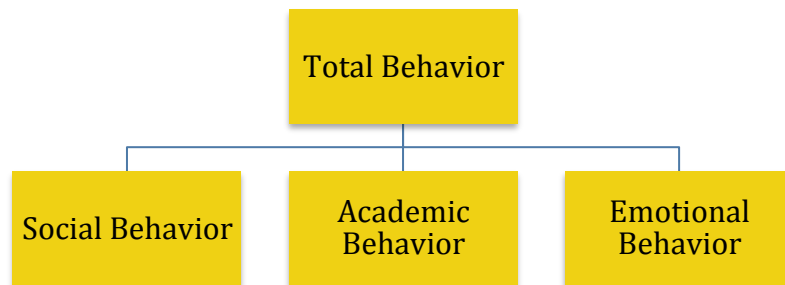 Total Behavior
Social Behavior
Academic
Behavior
Emotional
Behavior